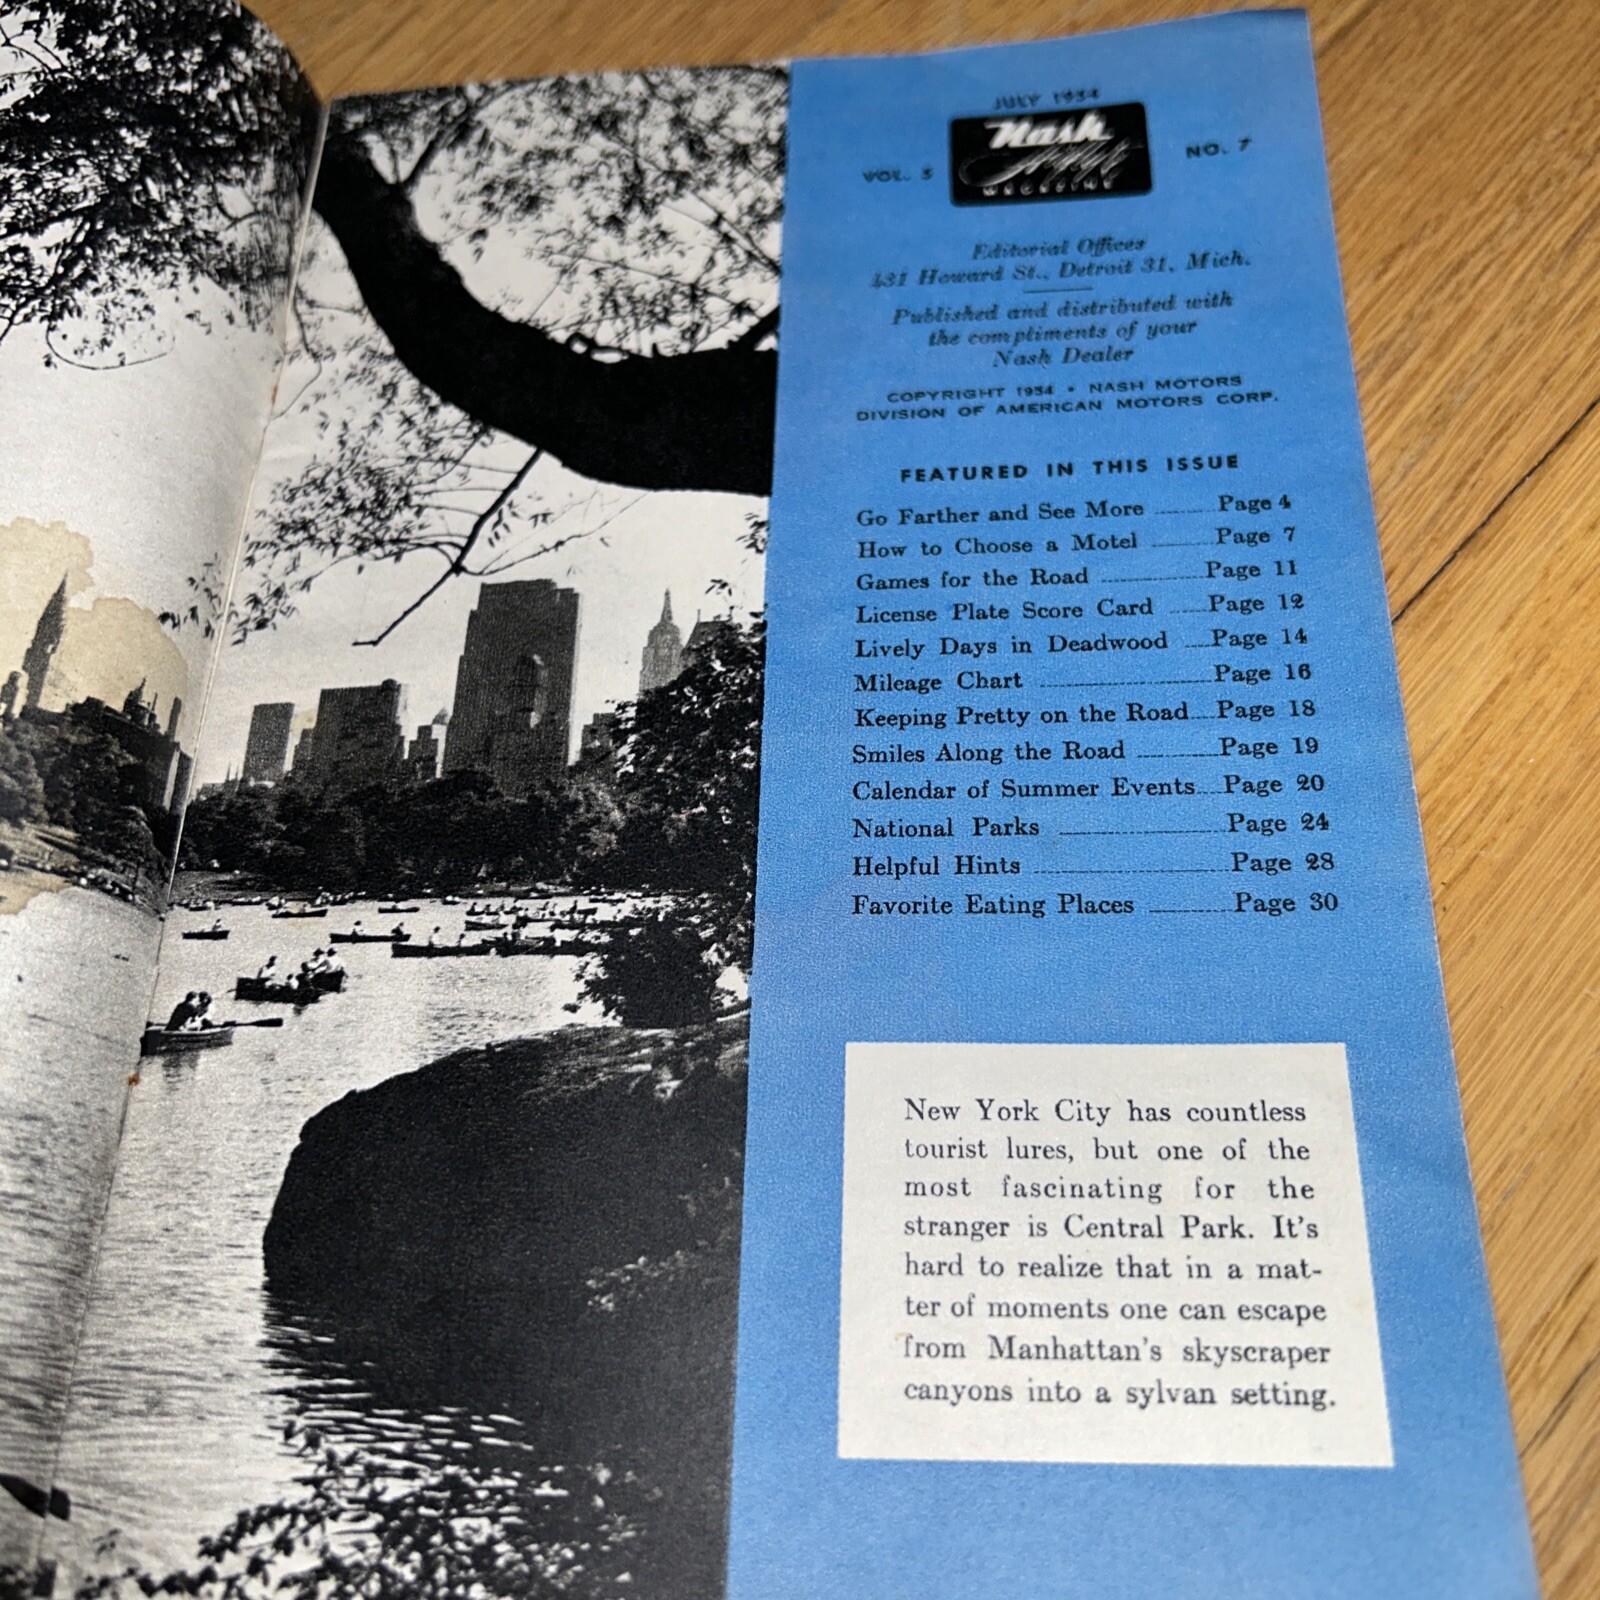 JULY 1954
VOL. 5
Nash
Airflyte
MAGAZINE
NO. 7
Editorial Offices
431 Howard St., Detroit 31, Mich.
Published and distributed with
the compliments of your
Nash Dealer
COPYRIGHT 1954 • NASH MOTORS
DIVISION OF AMERICAN MOTORS CORP.
FEATURED IN THIS ISSUE
Go Farther and See More ........ Page 4
How to Choose a Motel ........ Page 7
Games for the Road ........ Page 11
License Plate Score Card ........ Page 12
Lively Days in Deadwood ........ Page 14
Mileage Chart ........ Page 16
Keeping Pretty on the Road ........ Page 18
Smiles Along the Road ........ Page 19
Calendar of Summer Events ........ Page 20
National Parks ........ Page 24
Helpful Hints ........ Page 28
Favorite Eating Places ........ Page 30
New York City has countless
tourist lures, but one of the
most fascinating for the
stranger is Central Park. It's
hard to realize that in a mat-
ter of moments one can escape
from Manhattan's skyscraper
canyons into a sylvan setting.